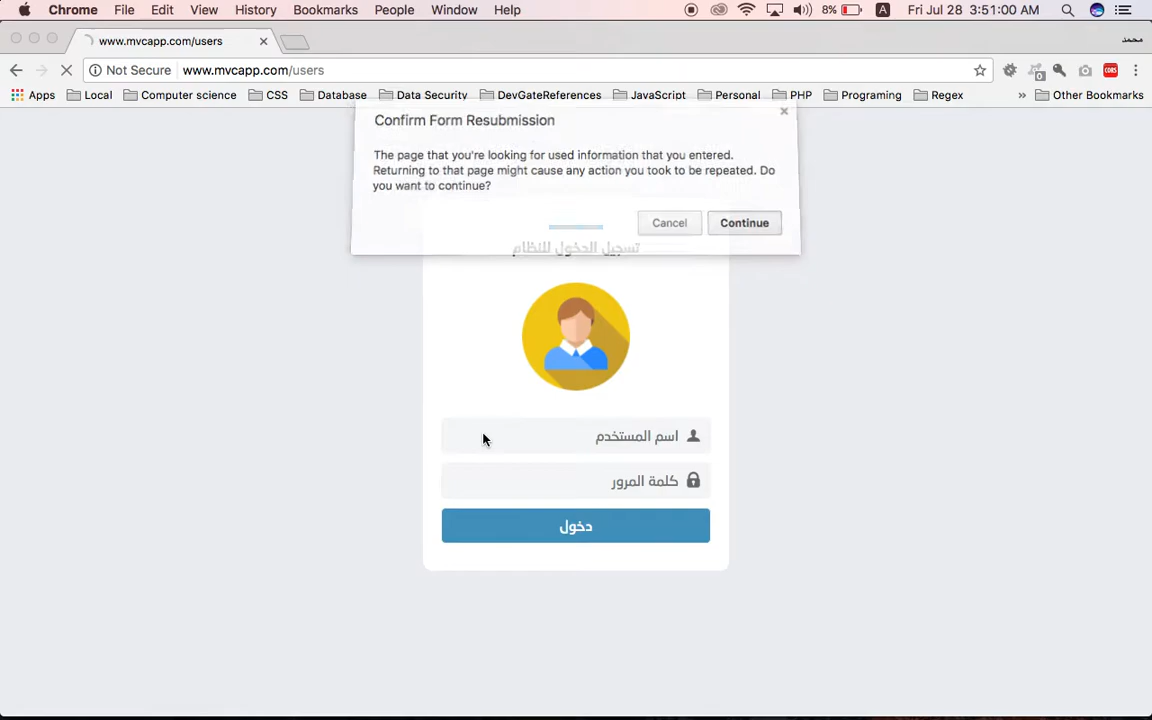 Chrome File Edit View History Bookmarks People Window Help 8% A Fri Jul 28 3:51:00 AM
www.mvcapp.com/users محمد
Not Secure www.mvcapp.com/users 0 CORS
Apps Local Computer science CSS Database Data Security DevGateReferences JavaScript Personal PHP Programing Regex » Other Bookmarks
Confirm Form Resubmission
The page that you're looking for used information that you entered.
Returning to that page might cause any action you took to be repeated. Do
you want to continue?
Cancel Continue
تسجيل الدخول للنظام
اسم المستخدم
كلمة المرور
دخول